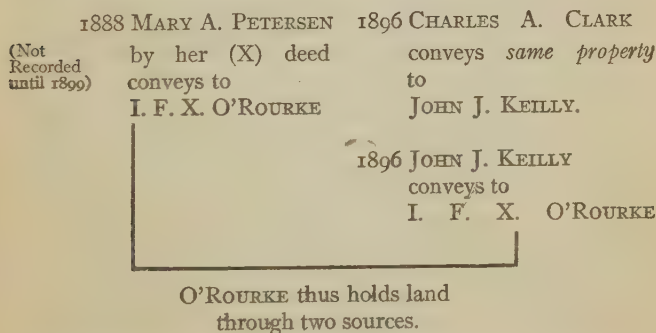 1888 MARY A. PETERSEN
(Not
Recorded
until 1899)
by her (X) deed
conveys to
I. F. X. O'ROURKE
1896 CHARLES A. CLARK
conveys same property
to
JOHN J. KEILLY.
1896 JOHN J. KEILLY
conveys to
I. F. X. O'ROURKE
O'ROURKE thus holds land
through two sources.